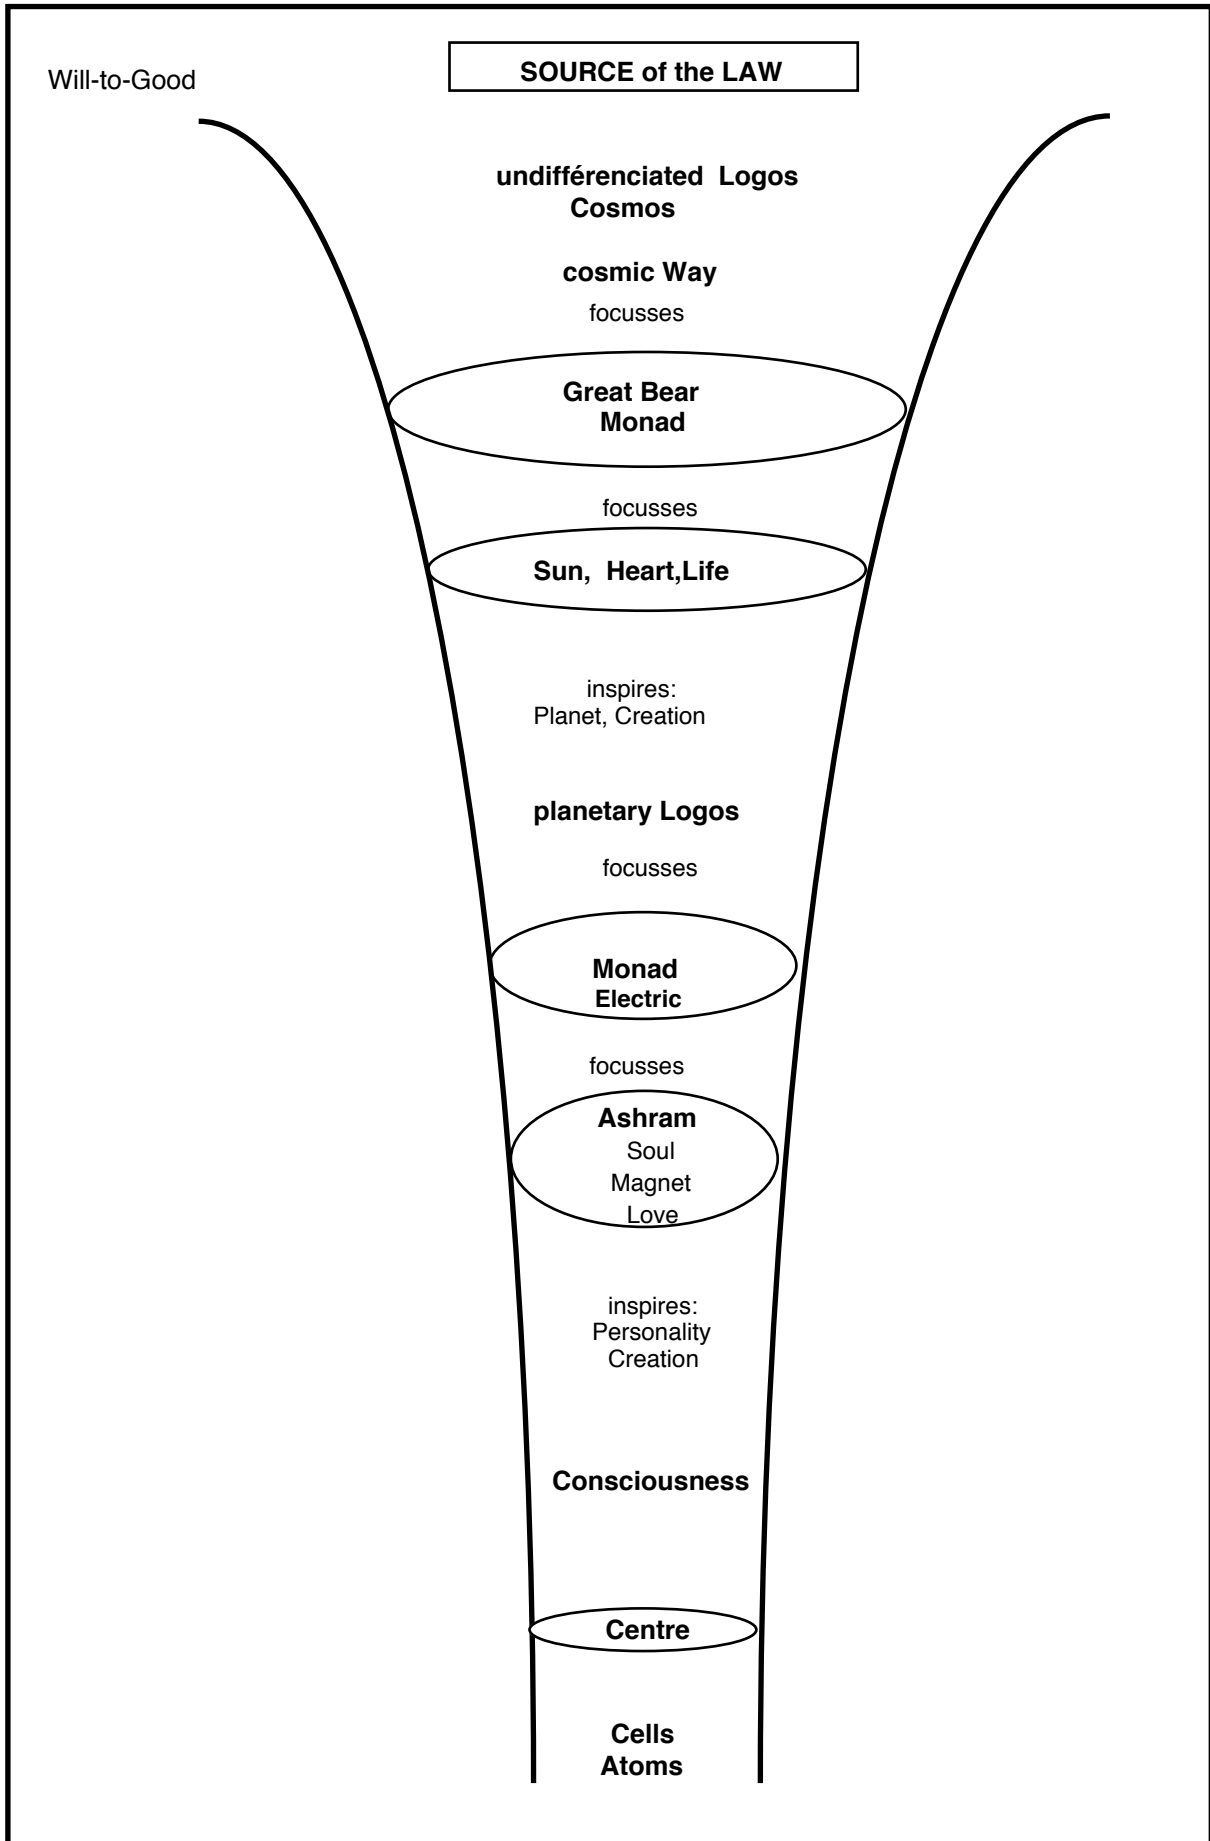 Will-to-Good
SOURCE of the LAW
undifférenciated Logos
Cosmos
cosmic Way
focusses
Great Bear
Monad
focusses
Sun, Heart,Life
inspires:
Planet, Creation
planetary Logos
focusses
Monad
Electric
focusses
Ashram
Soul
Magnet
Love
inspires:
Personality
Creation
Consciousness
Centre
Cells
Atoms